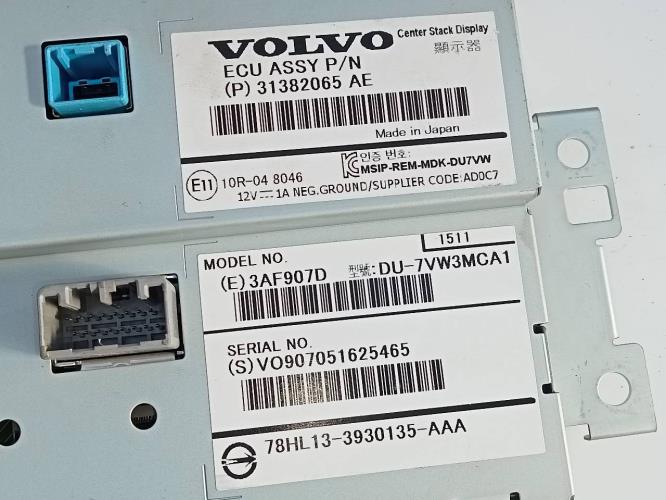 VOLVO Center Stack Display
顯示器
ECU ASSY P/N
(P) 31382065 AE
Made in Japan
인증 번호:
MSIP-REM-MDK-DU7VW
E11 10R-04 8046
12V⎓1A NEG.GROUND/SUPPLIER CODE:AD0C7
1511
MODEL NO.
(E)3AF907D 型號:DU-7VW3MCA1
SERIAL NO.
(S)VO907051625465
78HL13-3930135-AAA